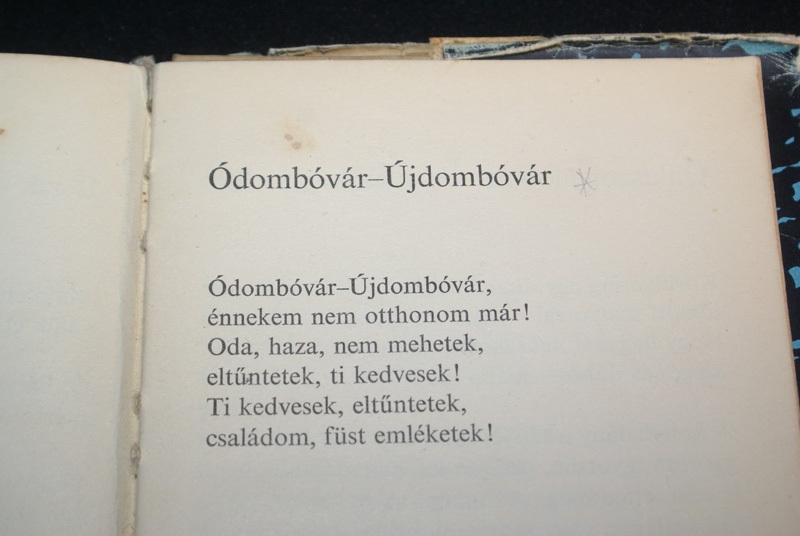 Ódombóvár–Újdombóvár
Ódombóvár–Újdombóvár,
énnekem nem otthonom már!
Oda, haza, nem mehetek,
eltűntetek, ti kedvesek!
Ti kedvesek, eltűntetek,
családom, füst emléketek!